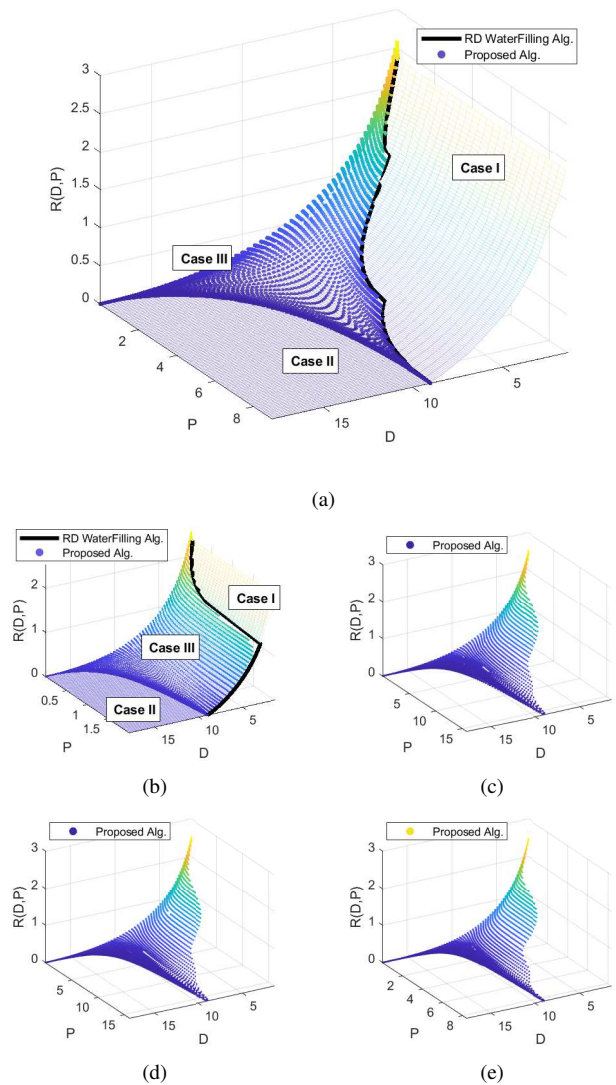 RD WaterFilling Alg.
Proposed Alg.
3
2.5
2
1.5
1
0.5
0
R(D,P)
Case I
Case III
Case II
2
4
6
8
P
15
10
5
D
(a)
RD WaterFilling Alg.
Proposed Alg.
2
1
0
R(D,P)
Case I
Case III
Case II
0.5
1
1.5
P
15
10
5
D
(b)
Proposed Alg.
3
2
1
0
R(D,P)
5
10
15
P
15
10
5
D
(c)
Proposed Alg.
3
2
1
0
R(D,P)
5
10
15
P
15
10
5
D
(d)
Proposed Alg.
3
2
1
0
R(D,P)
2
4
6
8
P
15
10
5
D
(e)